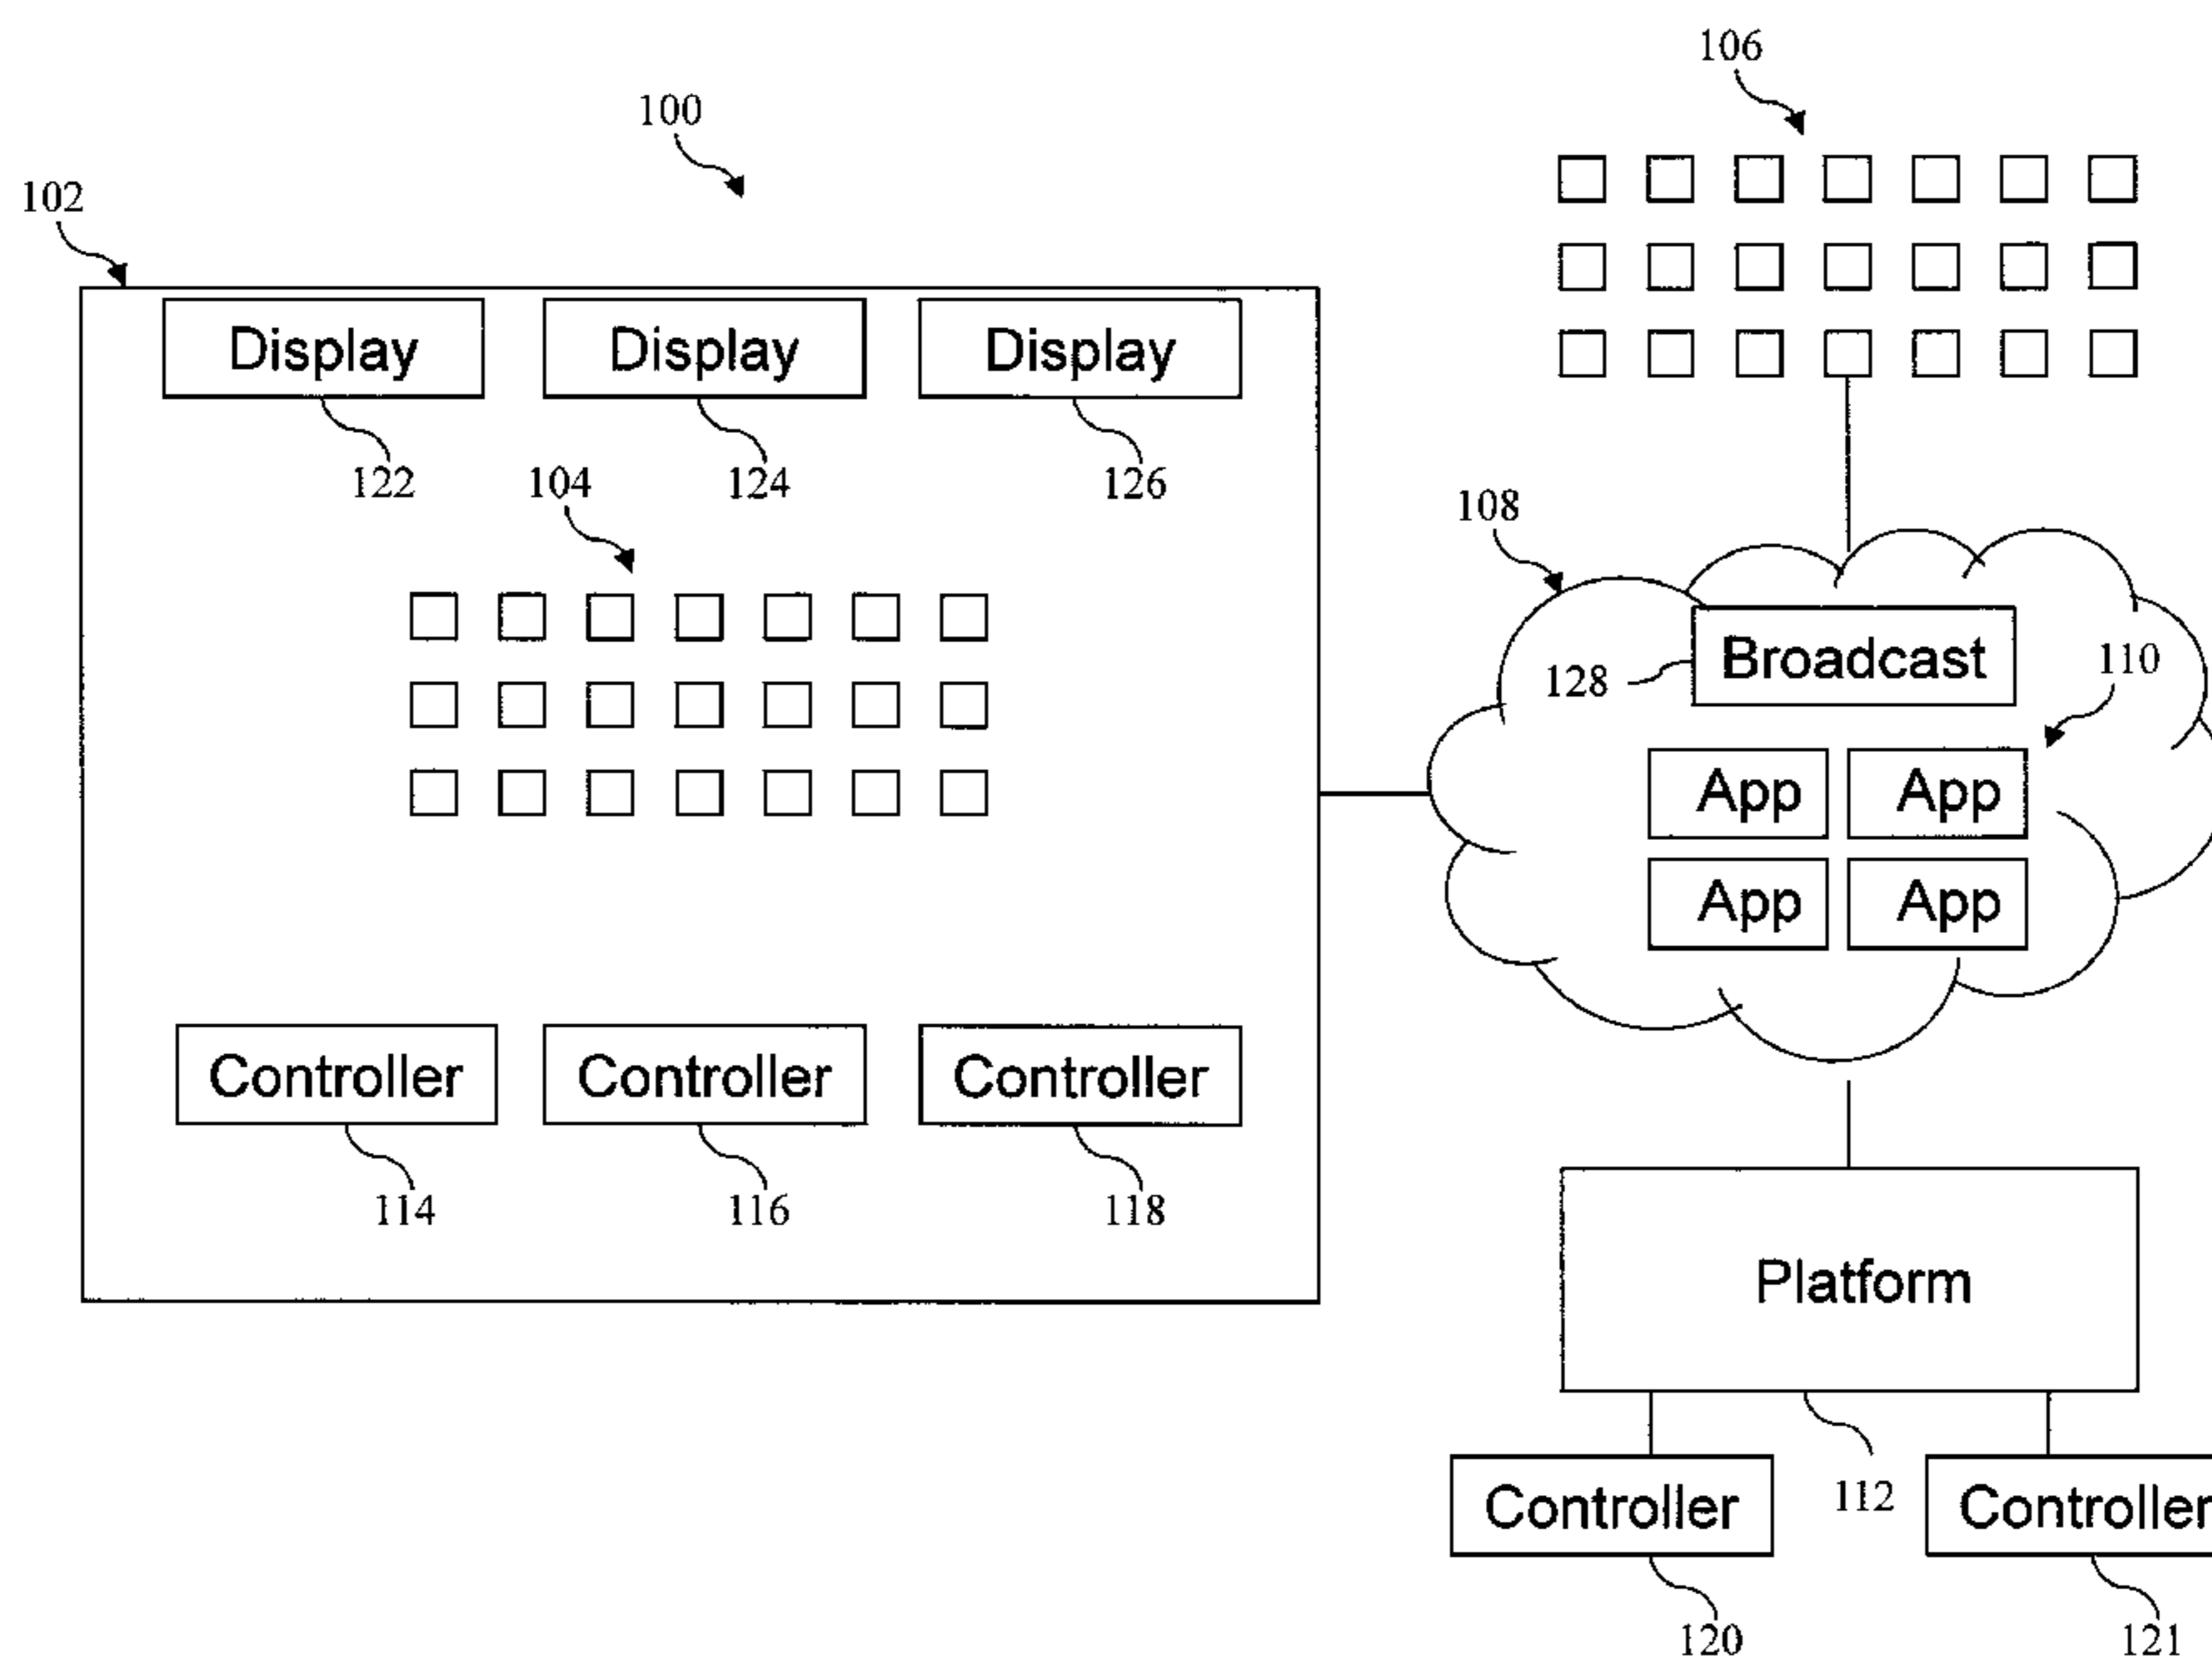 106
100
102
Display Display Display
122 104 124 126
108
Broadcast
128
110
App App
App App
Controller Controller Controller
114 116 118
Platform
Controller 112 Controller
120 121